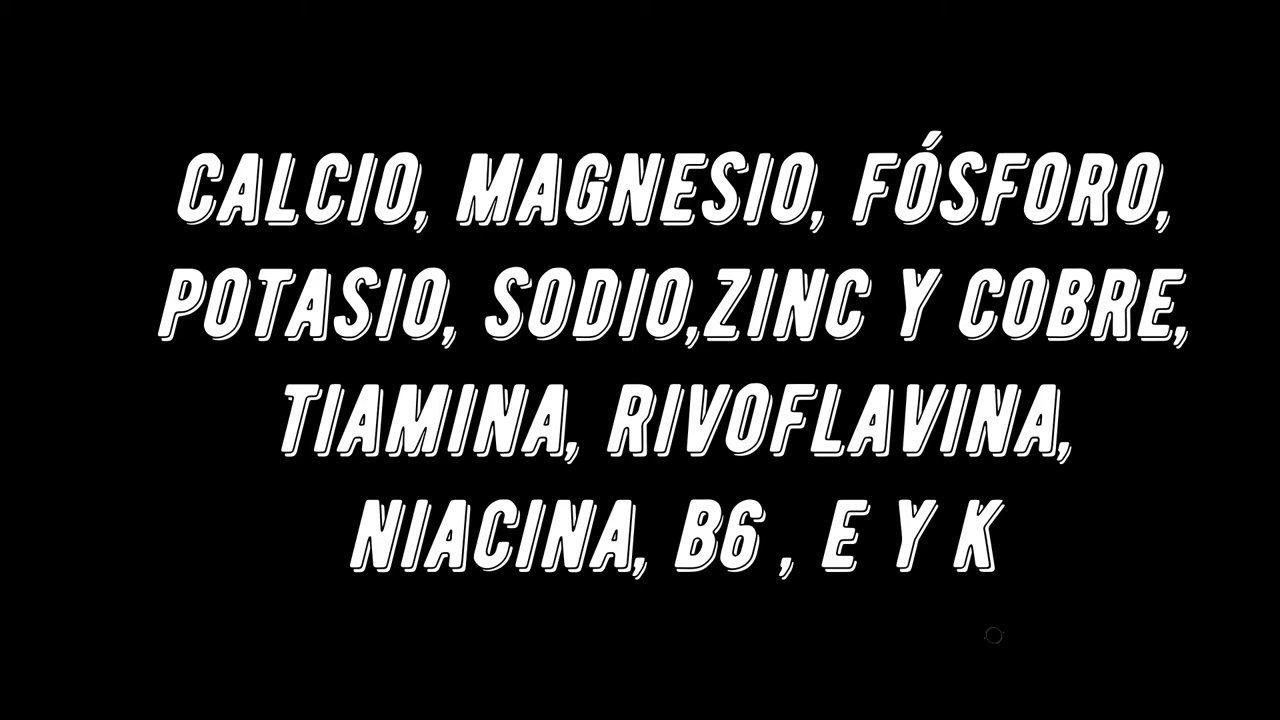 CALCIO, MAGNESIO, FÓSFORO,
POTASIO, SODIO,ZINC Y COBRE,
TIAMINA, RIVOFLAVINA,
NIACINA, B6 , E Y K